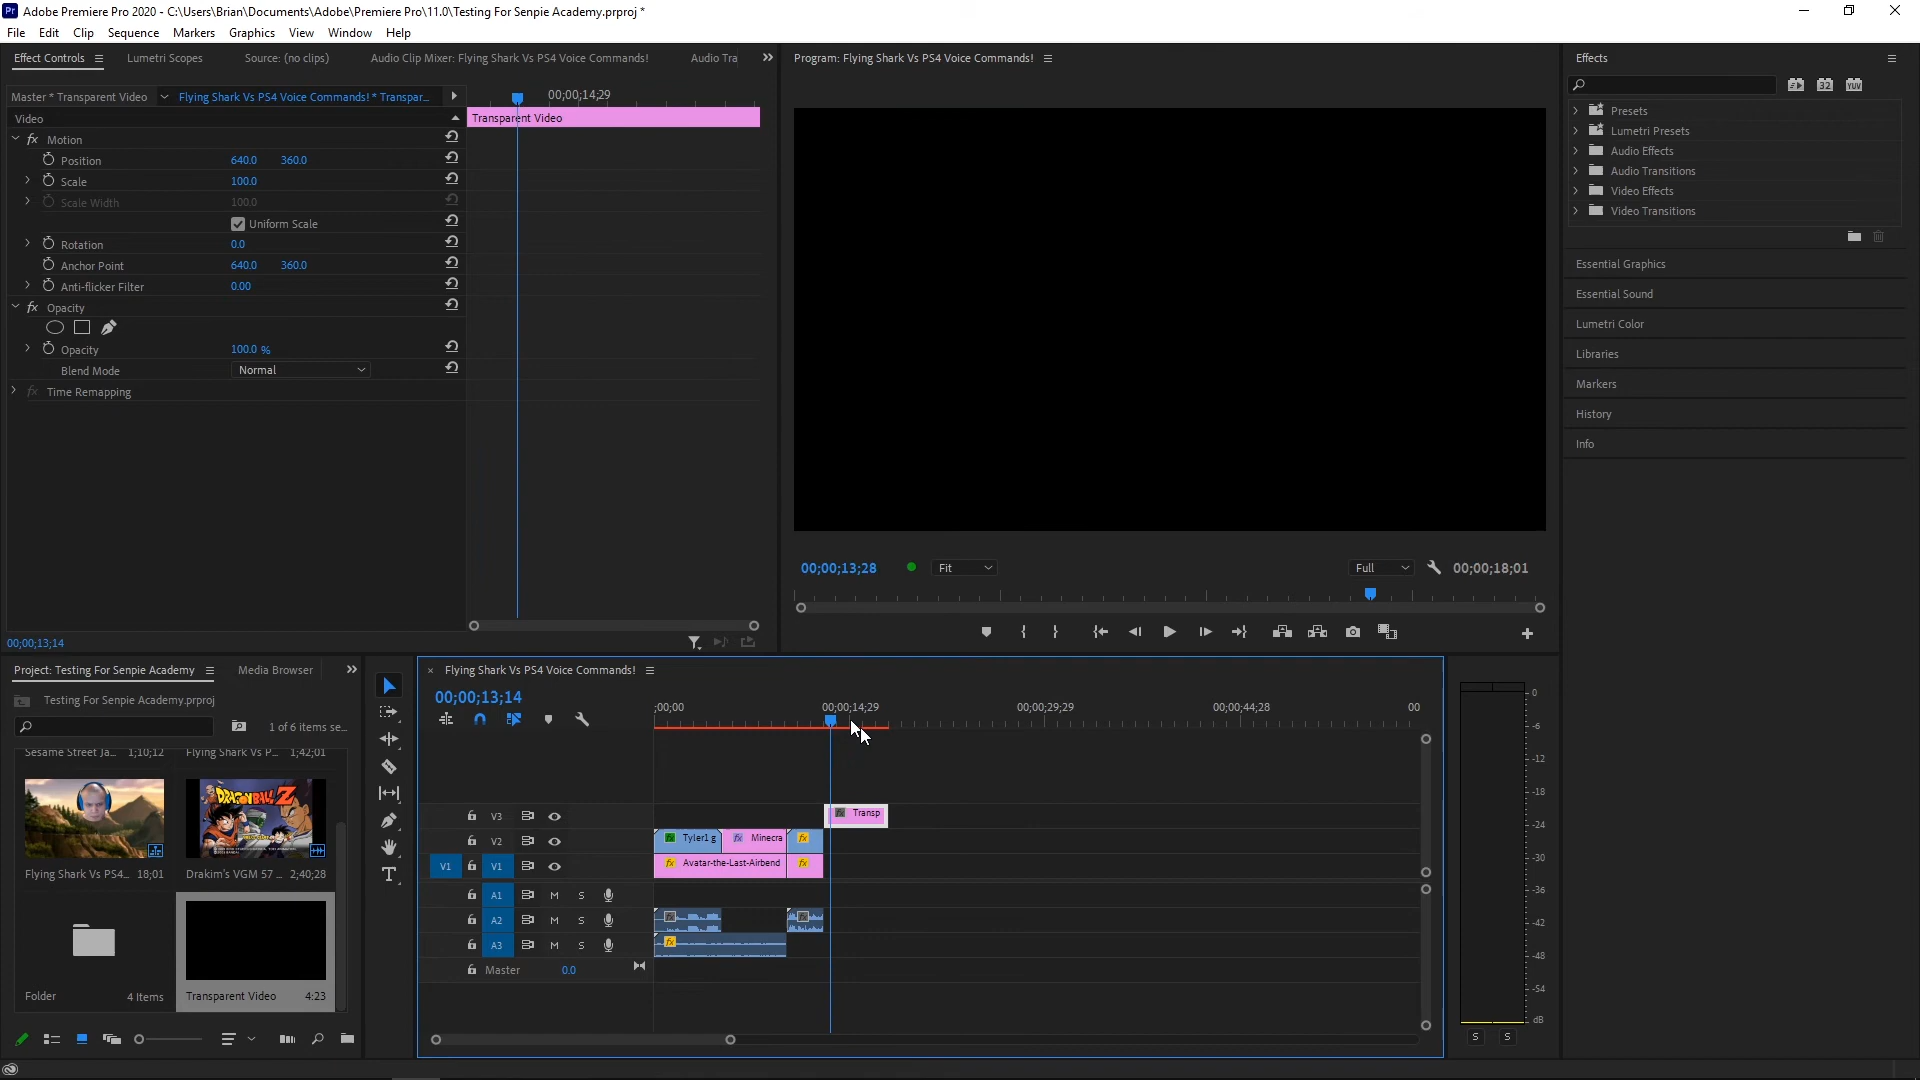 Adobe Premiere Pro 2020 - C:\Users\Brian\Documents\Adobe\Premiere Pro\11.0\Testing For Senpie Academy.prproj *
File Edit Clip Sequence Markers Graphics View Window Help
Effect Controls Lumetri Scopes Source: (no clips) Audio Clip Mixer: Flying Shark Vs PS4 Voice Commands! Audio Tra
Program: Flying Shark Vs PS4 Voice Commands!
Effects
Master * Transparent Video Flying Shark Vs PS4 Voice Commands! * Transpar...
00;00;14;29
Video
Transparent Video
fx Motion
Position 640.0 360.0
Scale 100.0
Scale Width 100.0
Uniform Scale
Rotation 0.0
Anchor Point 640.0 360.0
Anti-flicker Filter 0.00
fx Opacity
Opacity 100.0 %
Blend Mode Normal
fx Time Remapping
00;00;13;14
00;00;13;28 Fit Full 00;00;18;01
32 YUV
Presets
Lumetri Presets
Audio Effects
Audio Transitions
Video Effects
Video Transitions
Essential Graphics
Essential Sound
Lumetri Color
Libraries
Markers
History
Info
Project: Testing For Senpie Academy Media Browser
Testing For Senpie Academy.prproj
1 of 6 items se...
Sesame Street Ja... 1;10;12 Flying Shark Vs P... 1;42;01
DRAGONBALL Z
Flying Shark Vs PS4... 18;01 Drakim's VGM 57 ... 2;40;28
Folder 4 Items Transparent Video 4;23
Flying Shark Vs PS4 Voice Commands!
00;00;13;14
;00;00 00;00;14;29 00;00;29;29 00;00;44;28 00
V3 fx Transp
V2 fx Tyler1 g fx Minecra fx
V1 V1 fx Avatar-the-Last-Airbend fx
A1 M S
A2 M S fx fx
A3 M S fx
Master 0.0
0
-6
-12
-18
-24
-30
-36
-42
-48
-54
dB
S S